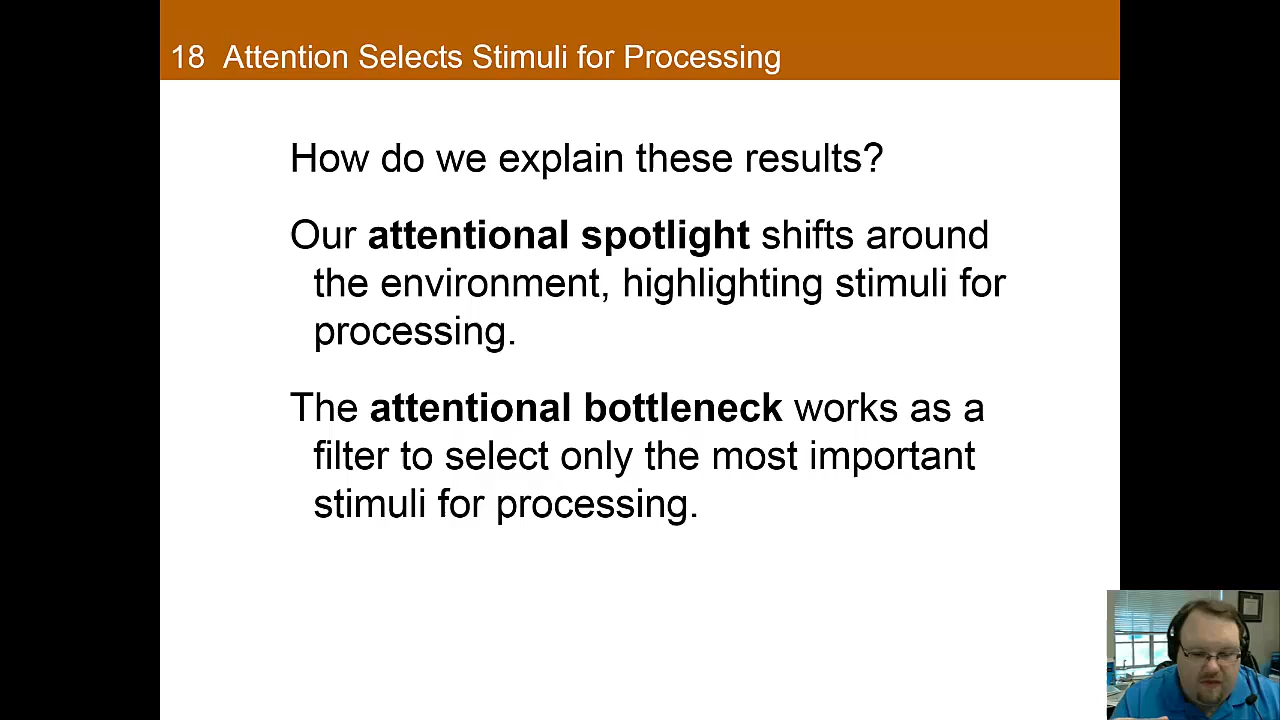 18 Attention Selects Stimuli for Processing
How do we explain these results?
Our attentional spotlight shifts around
the environment, highlighting stimuli for
processing.
The attentional bottleneck works as a
filter to select only the most important
stimuli for processing.